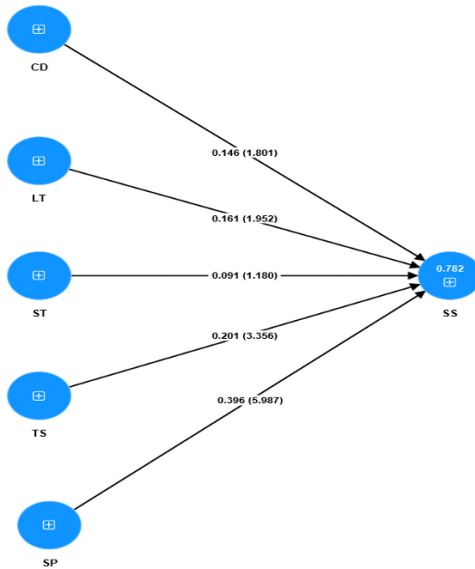 CD
0.146 (1.801)
LT
0.161 (1.952)
0.782
ST
0.091 (1.180)
SS
0.201 (3.356)
TS
0.396 (5.987)
SP